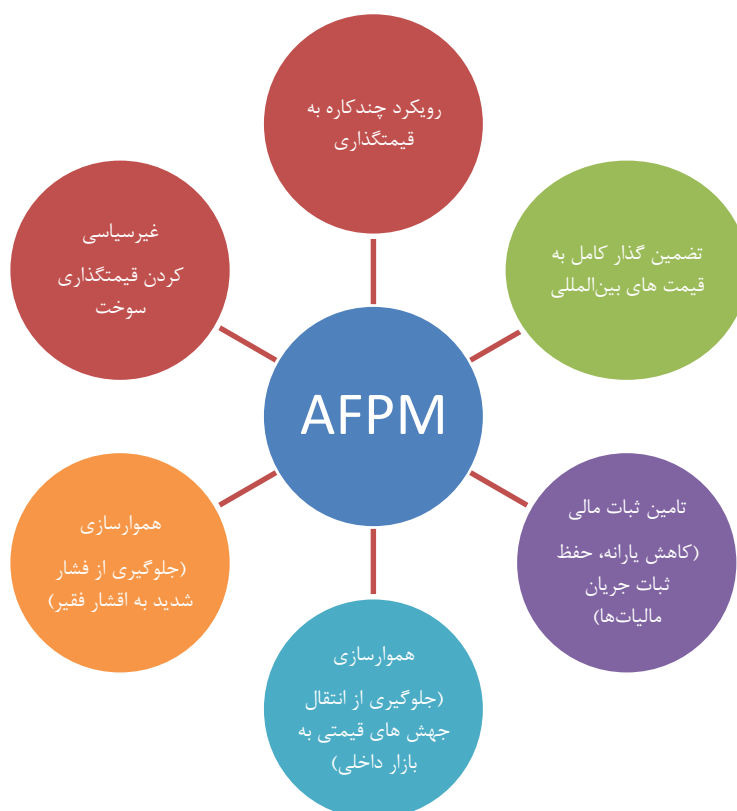 رویکرد چندکاره به
قیمتگذاری
تضمین گذار کامل به
قیمت های بین‌المللی
تامین ثبات مالی
(کاهش یارانه، حفظ
ثبات جریان
مالیات‌ها)
هموارسازی
(جلوگیری از انتقال
جهش های قیمتی به
بازار داخلی)
هموارسازی
(جلوگیری از فشار
شدید به اقشار فقیر)
غیرسیاسی
کردن قیمتگذاری
سوخت
AFPM